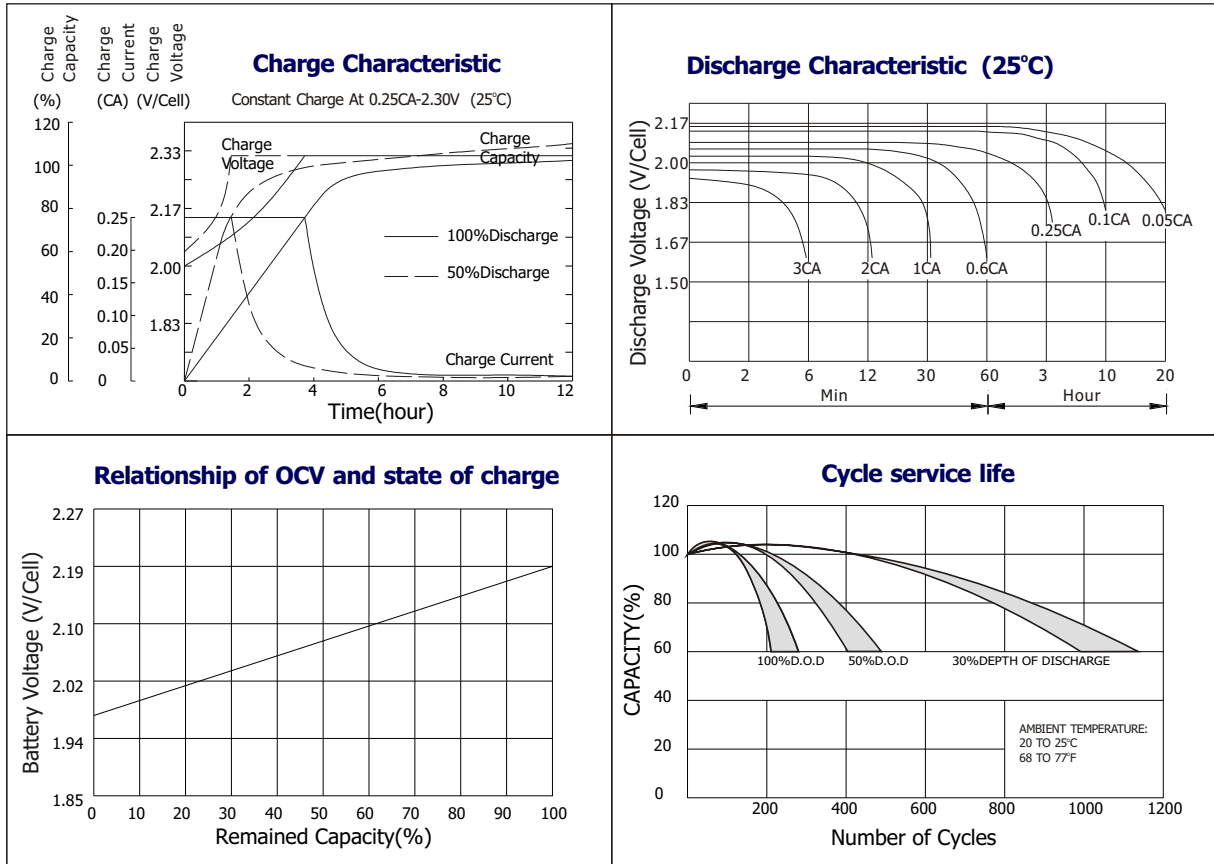 Charge Capacity
Charge Current
Charge Voltage
(%) (CA) (V/Cell)
Charge Characteristic
Constant Charge At 0.25CA-2.30V (25°C)
120
100
80
60
40
20
0
0.25
0.20
0.15
0.10
0.05
0
2.33
2.17
2.00
1.83
Charge Voltage
Charge Capacity
100%Discharge
50%Discharge
Charge Current
0 2 4 6 8 10 12
Time(hour)
Discharge Characteristic (25°C)
Discharge Voltage (V/Cell)
2.17
2.00
1.83
1.67
1.50
3CA 2CA 1CA 0.6CA 0.25CA 0.1CA 0.05CA
0 2 6 12 30 60 3 10 20
Min Hour
Relationship of OCV and state of charge
Battery Voltage (V/Cell)
2.27
2.19
2.10
2.02
1.94
1.85
0 10 20 30 40 50 60 70 80 90 100
Remained Capacity(%)
Cycle service life
CAPACITY(%)
120
100
80
60
40
20
0
100%D.O.D 50%D.O.D 30%DEPTH OF DISCHARGE
AMBIENT TEMPERATURE:
20 TO 25°C
68 TO 77°F
200 400 600 800 1000 1200
Number of Cycles